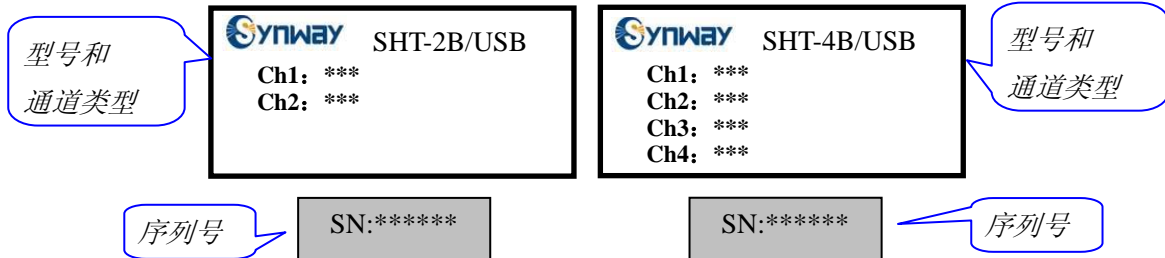 型号和
通道类型
Synway SHT-2B/USB
Ch1：***
Ch2：***
Synway SHT-4B/USB
Ch1：***
Ch2：***
Ch3：***
Ch4：***
型号和
通道类型
序列号
SN:******
SN:******
序列号